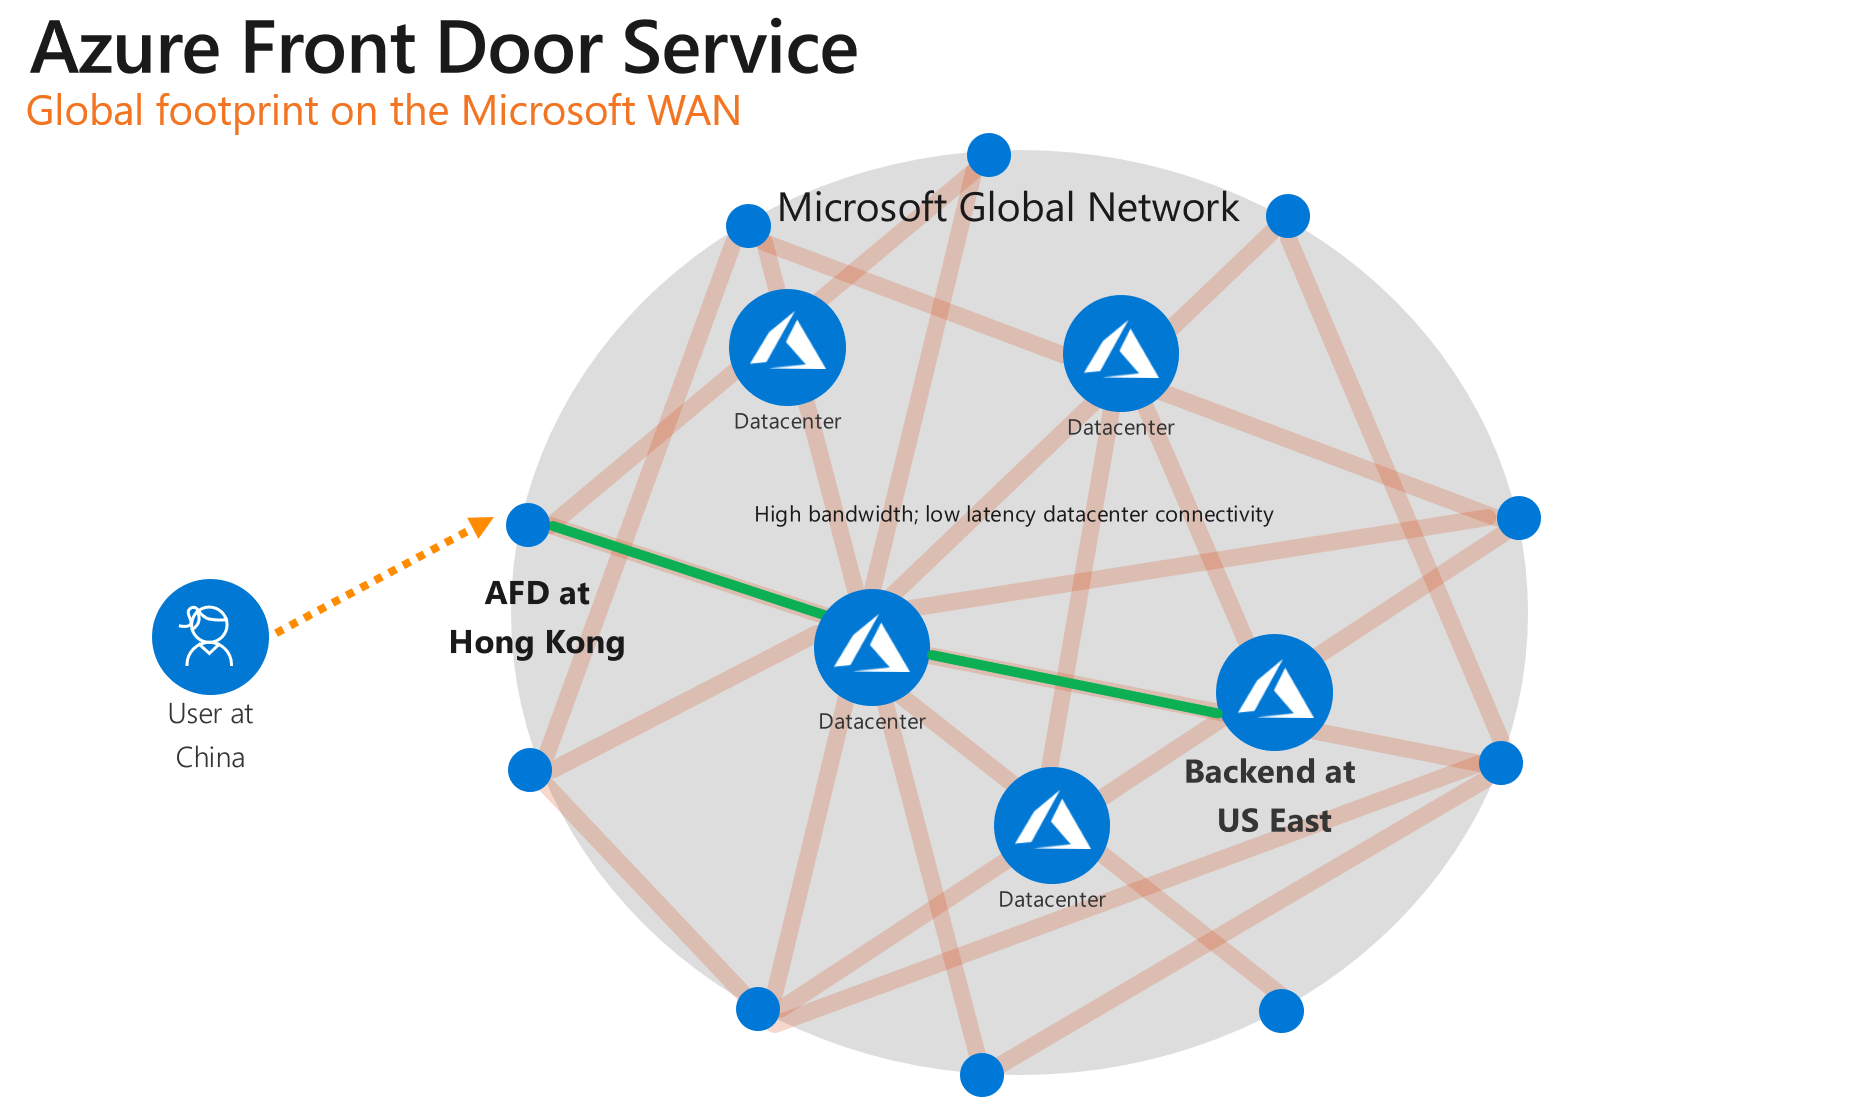 Azure Front Door Service
Global footprint on the Microsoft WAN
Microsoft Global Network
Datacenter
Datacenter
High bandwidth; low latency datacenter connectivity
AFD at
Hong Kong
User at
China
Datacenter
Backend at
US East
Datacenter